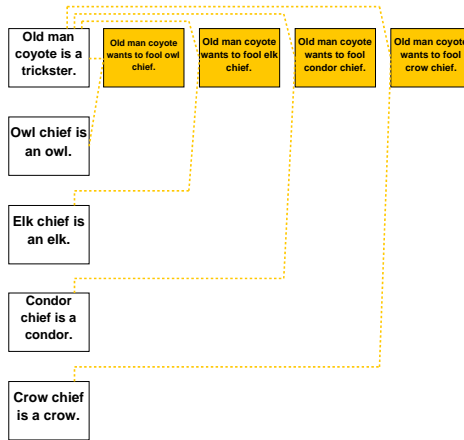 Old man
coyote is a
trickster.
Old man coyote
wants to fool owl
chief.
Old man coyote
wants to fool elk
chief.
Old man coyote
wants to fool
condor chief.
Old man coyote
wants to fool
crow chief.
Owl chief is
an owl.
Elk chief is
an elk.
Condor
chief is a
condor.
Crow chief
is a crow.